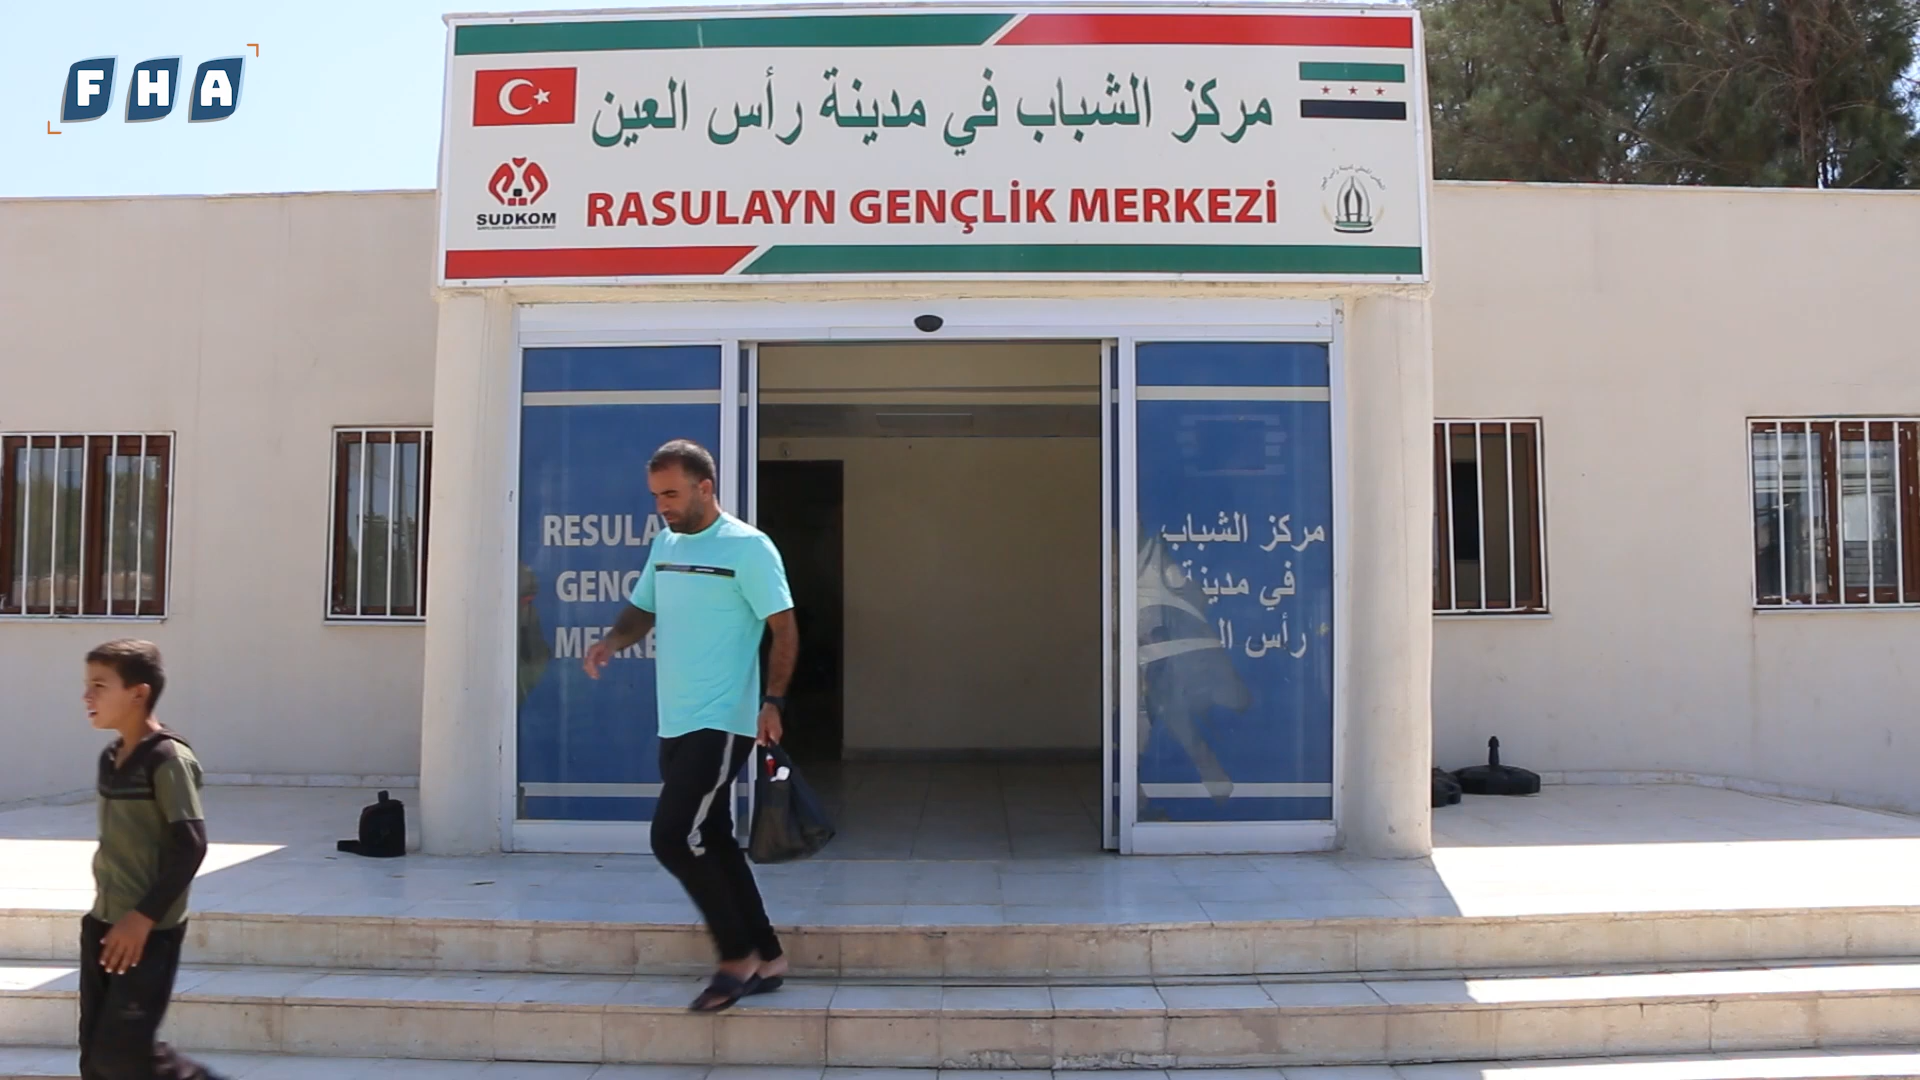 FHA
مركز الشباب في مدينة رأس العين
SUDKOM
RASULAYN GENÇLİK MERKEZİ
RESULA
GENÇ
MERKE
مركز الشباب
في مدينة
رأس ال